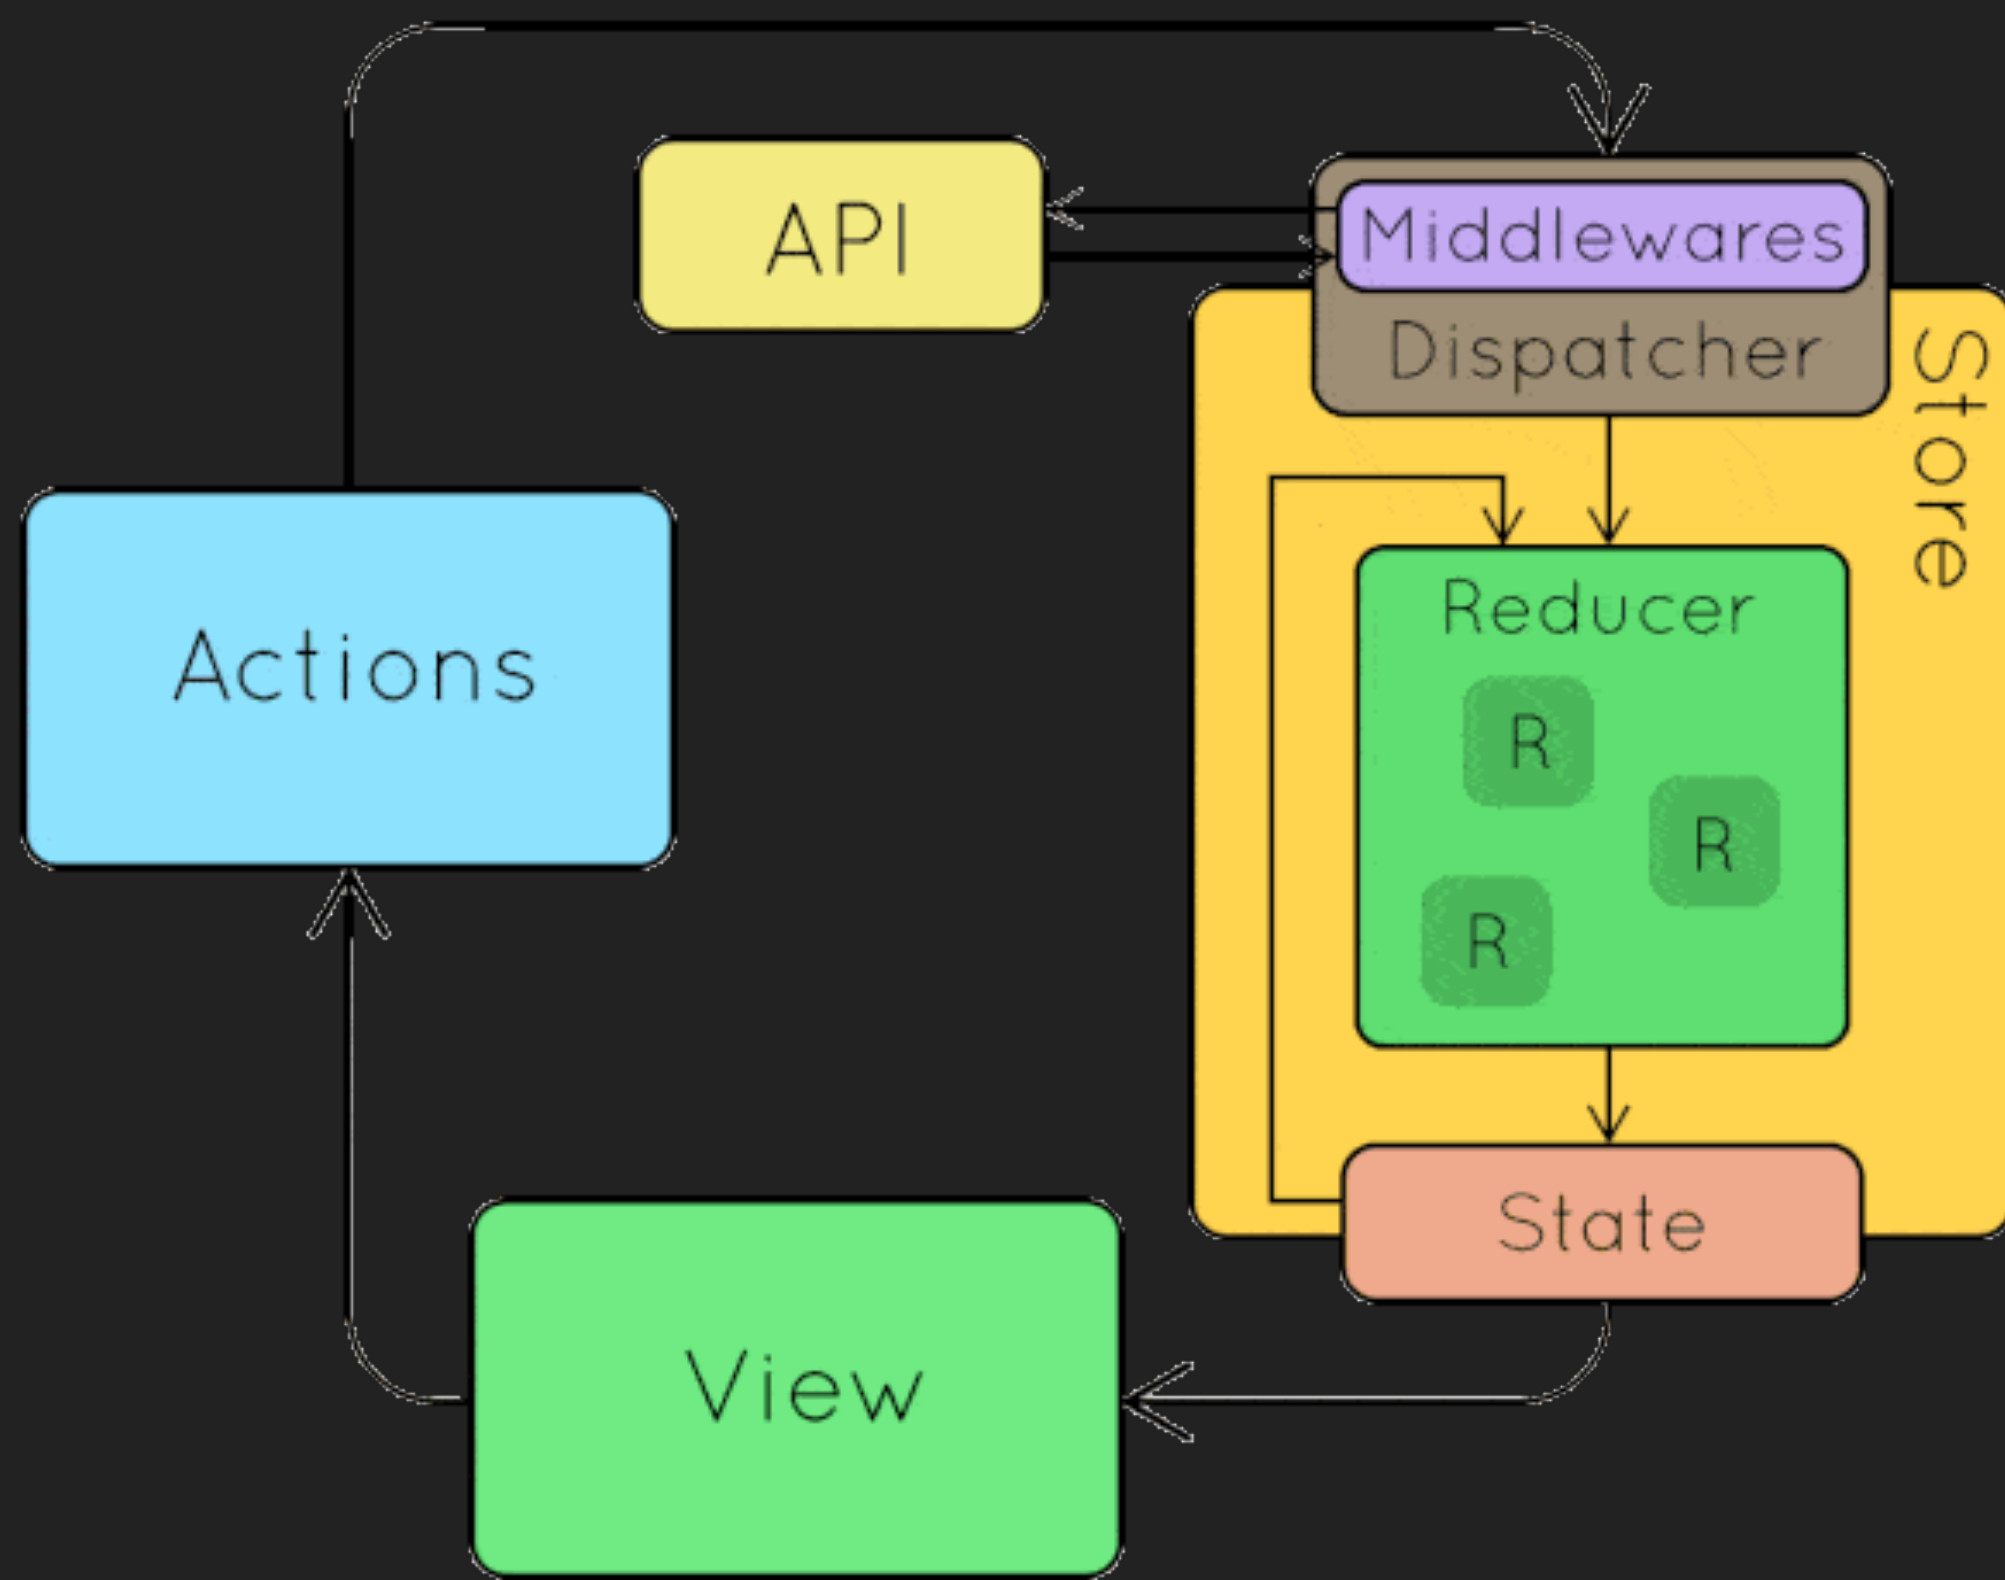 API
Middlewares
Dispatcher
Store
Actions
Reducer
R
R
R
State
View